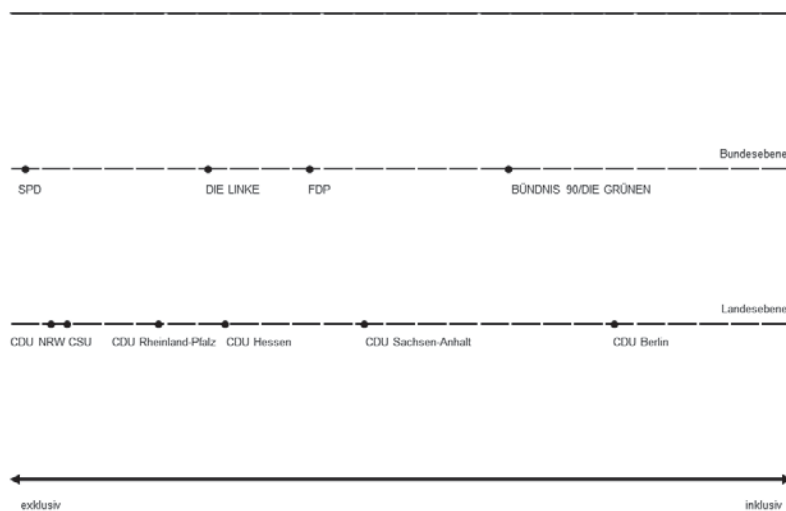 Bundesebene
SPD DIE LINKE FDP BÜNDNIS 90/DIE GRÜNEN
Landesebene
CDU NRW CSU CDU Rheinland-Pfalz CDU Hessen CDU Sachsen-Anhalt CDU Berlin
exklusiv inklusiv